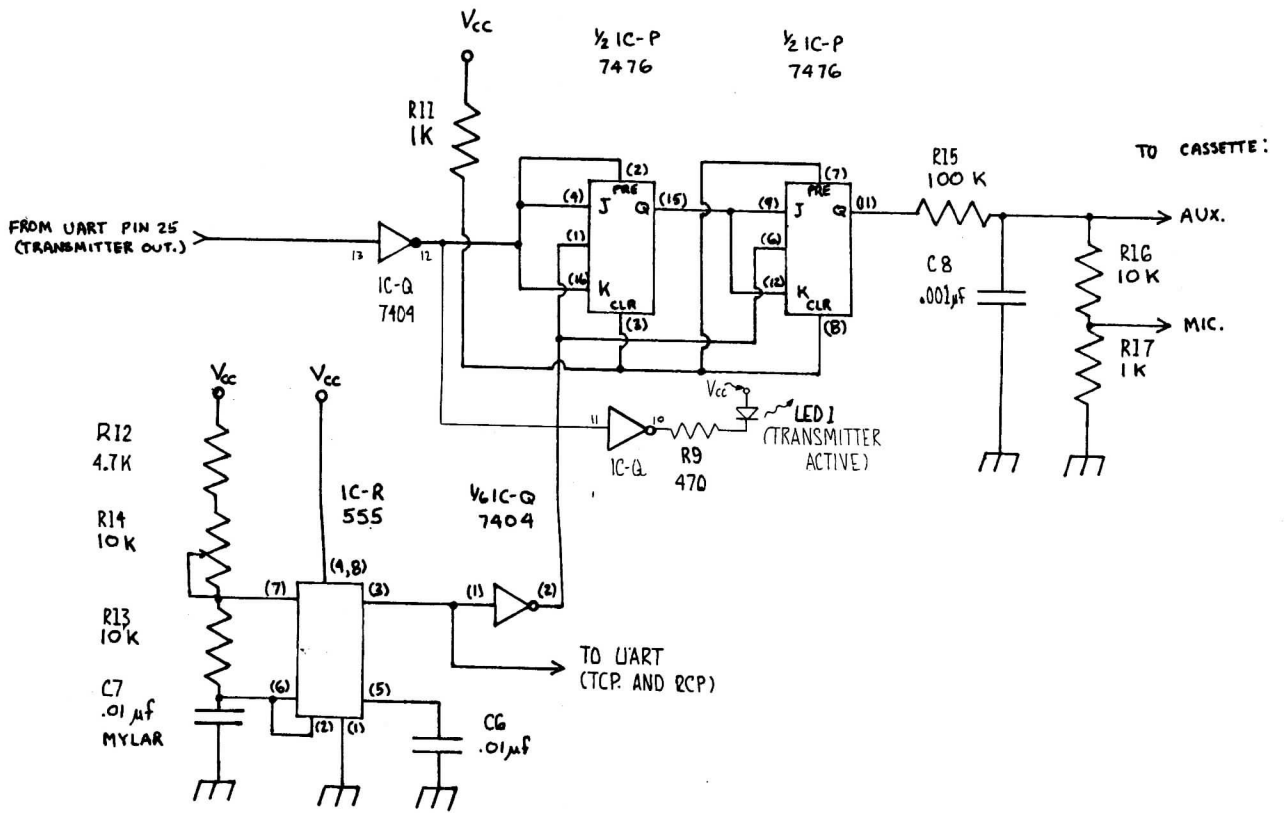 Vcc
½ IC-P
7476
½ IC-P
7476
R11
1K
(2)
PRE
(4)
J
Q
(15)
(1)
(16)
K
CLR
(3)
(7)
PRE
(9)
J
Q
(11)
(6)
(12)
K
CLR
(8)
R15
100 K
TO CASSETTE:
AUX.
R16
10K
C8
.001µf
MIC.
R17
1K
FROM UART PIN 25
(TRANSMITTER OUT.)
13
12
IC-Q
7404
Vcc
LED 1
(TRANSMITTER
ACTIVE)
11
10
IC-Q
R9
470
Vcc
Vcc
R12
4.7K
R14
10K
IC-R
555
⅙ IC-Q
7404
(4,8)
(7)
(3)
(1)
(2)
R13
10K
TO UART
(TCP. AND RCP)
C7
.01 µf
MYLAR
(6)
(2)
(1)
(5)
C6
.01µf